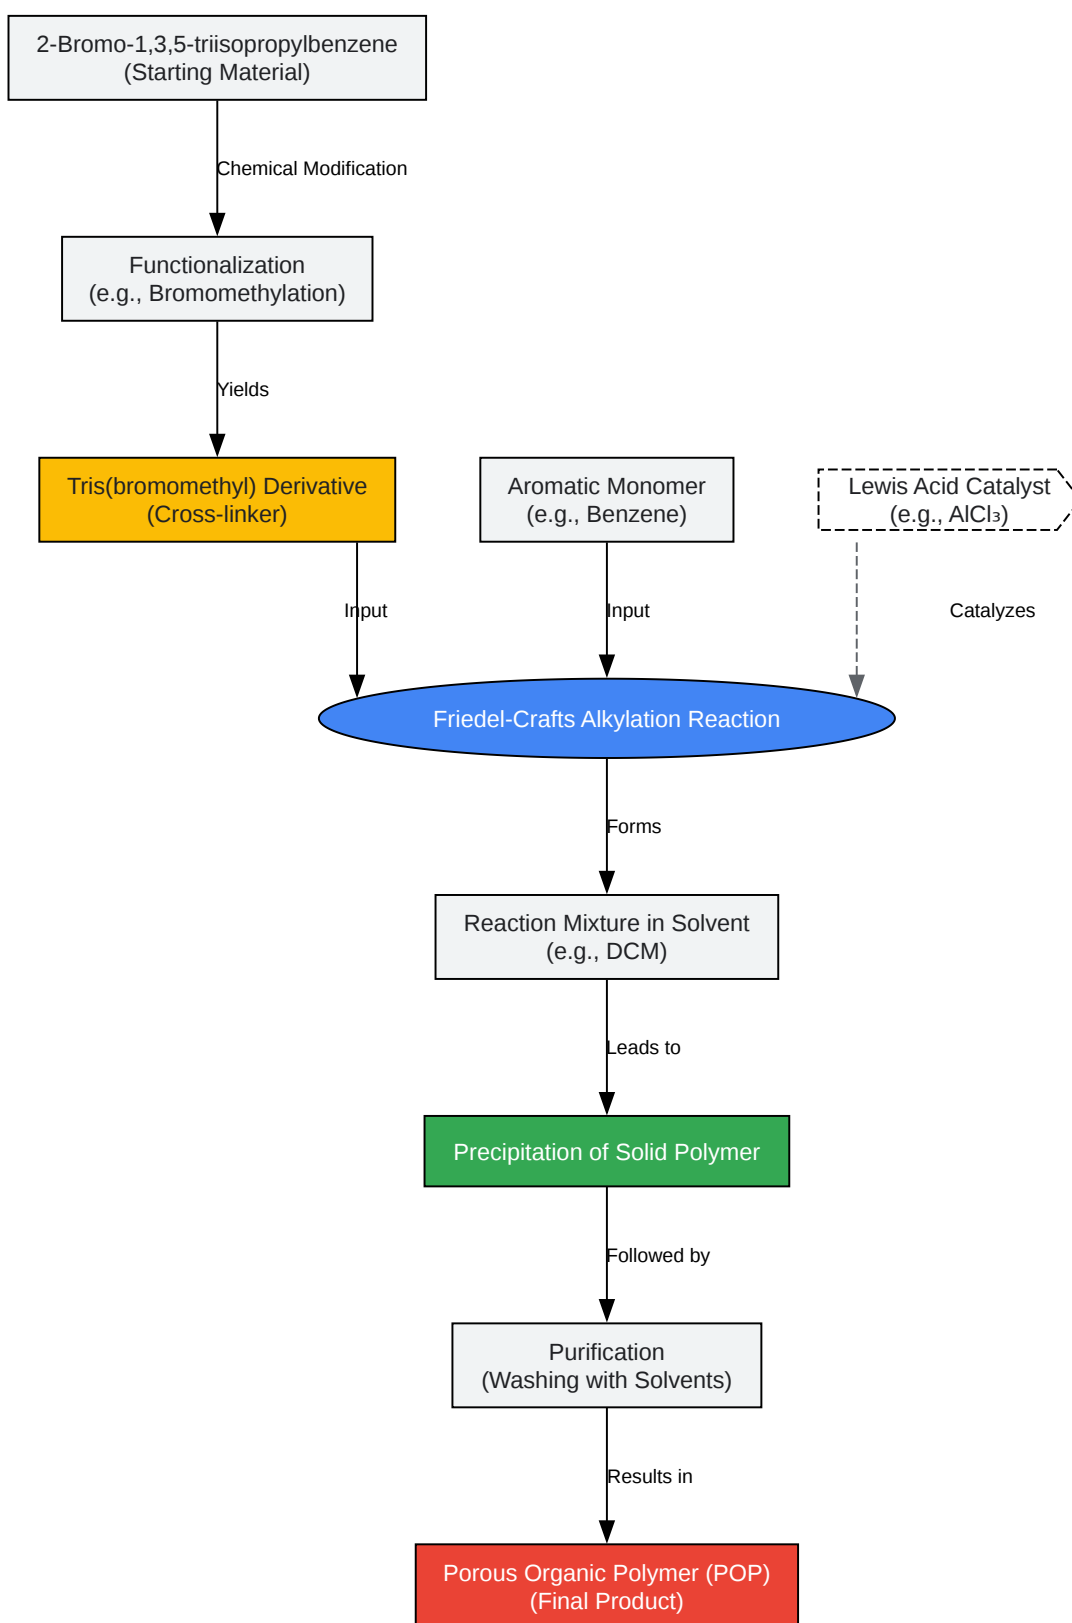 2-Bromo-1,3,5-triisopropylbenzene
(Starting Material)
Chemical Modification
Functionalization
(e.g., Bromomethylation)
Yields
Tris(bromomethyl) Derivative
(Cross-linker)
Aromatic Monomer
(e.g., Benzene)
Lewis Acid Catalyst
(e.g., AlCl₃)
Input
Input
Catalyzes
Friedel-Crafts Alkylation Reaction
Forms
Reaction Mixture in Solvent
(e.g., DCM)
Leads to
Precipitation of Solid Polymer
Followed by
Purification
(Washing with Solvents)
Results in
Porous Organic Polymer (POP)
(Final Product)